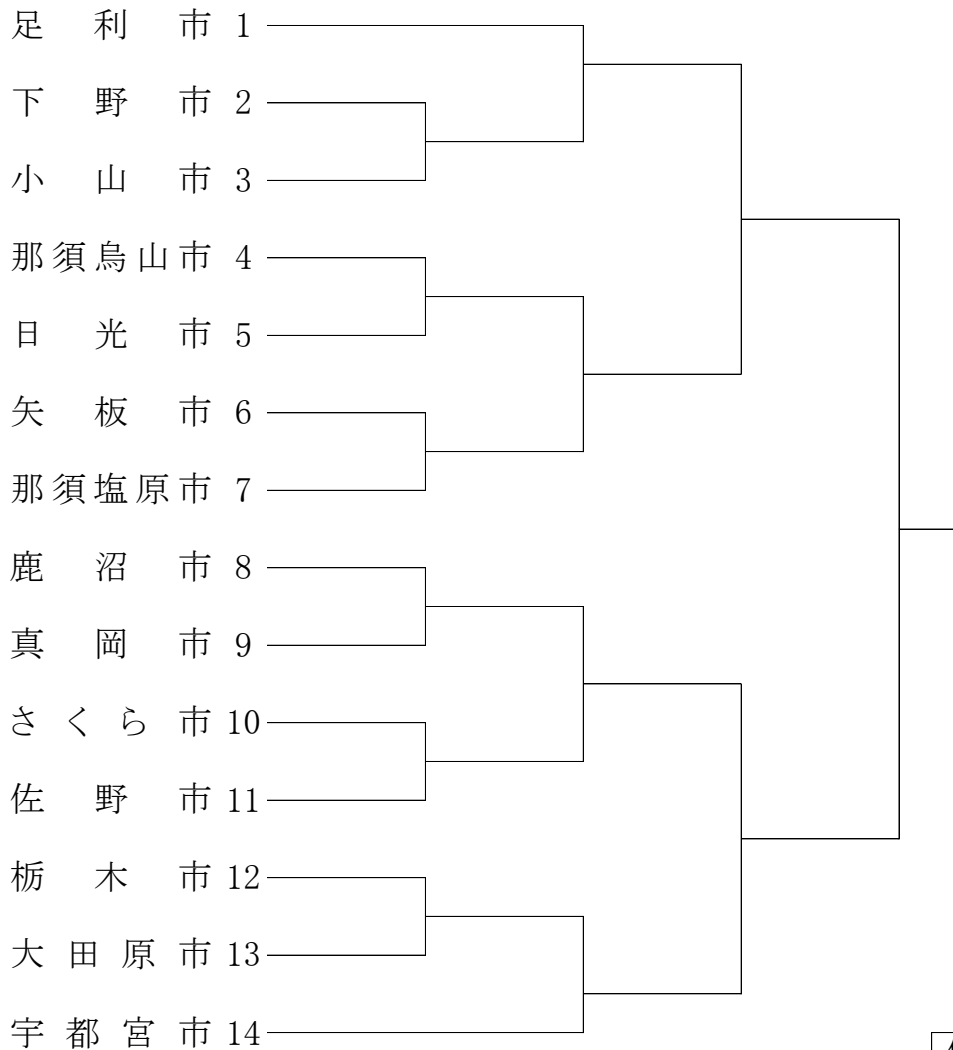 足利市 1
下野市 2
小山市 3
那須烏山市 4
日光市 5
矢板市 6
那須塩原市 7
鹿沼市 8
真岡市 9
さくら市 10
佐野市 11
栃木市 12
大田原市 13
宇都宮市 14